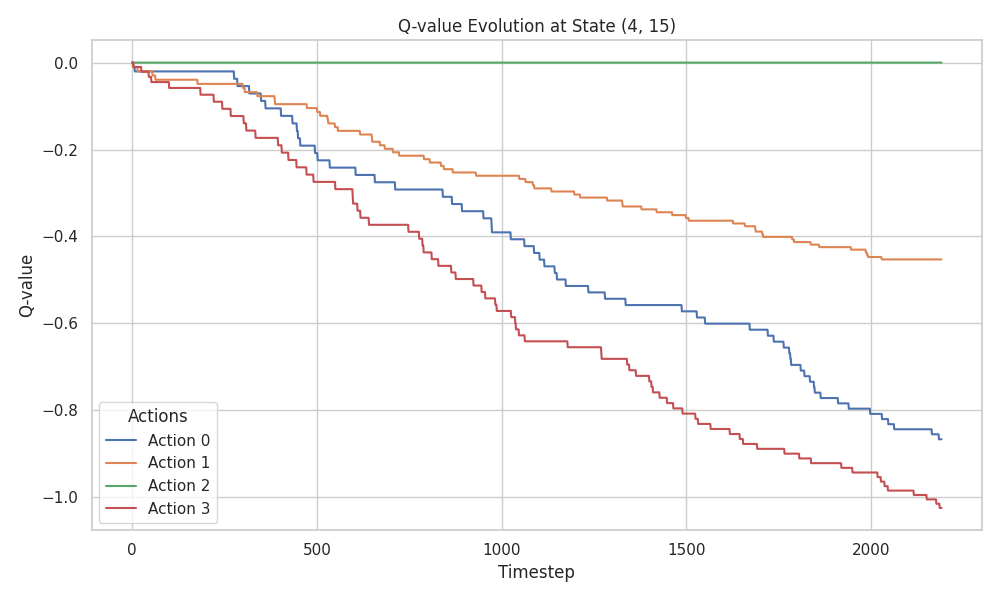 Q-value Evolution at State (4, 15)
0.0
−0.2
−0.4
−0.6
−0.8
−1.0
Q-value
Actions
Action 0
Action 1
Action 2
Action 3
0
500
1000
1500
2000
Timestep